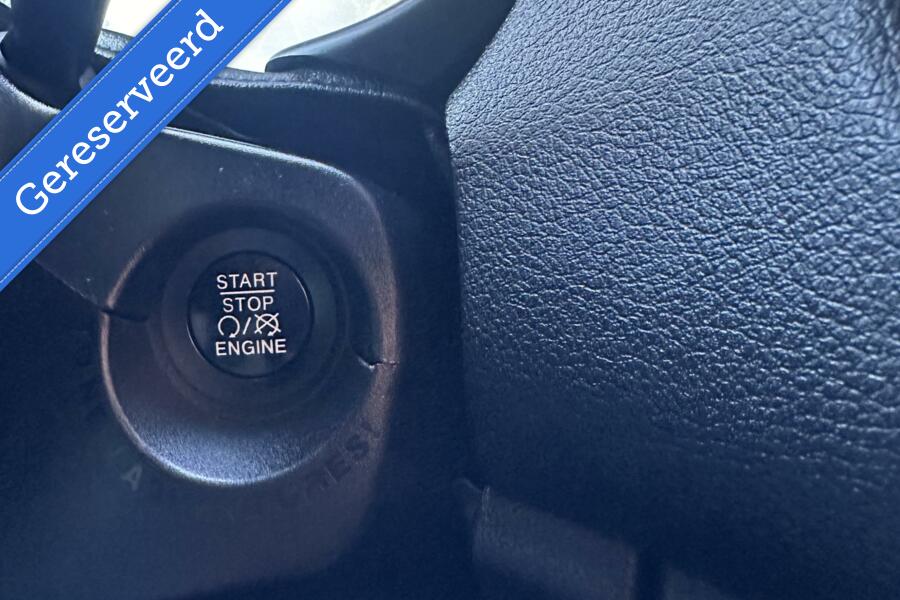 Gereserveerd
START
STOP
/
ENGINE